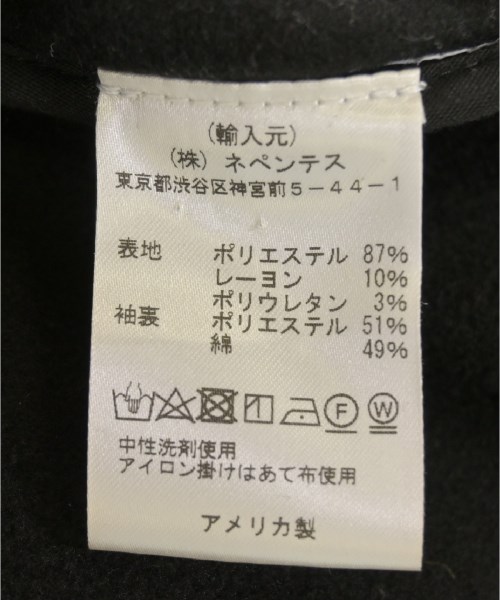 (輸入元)
(株) ネペンテス
東京都渋谷区神宮前5-44-1
表地 ポリエステル 87%
レーヨン 10%
ポリウレタン 3%
袖裏 ポリエステル 51%
綿 49%
F W
中性洗剤使用
アイロン掛けはあて布使用
アメリカ製